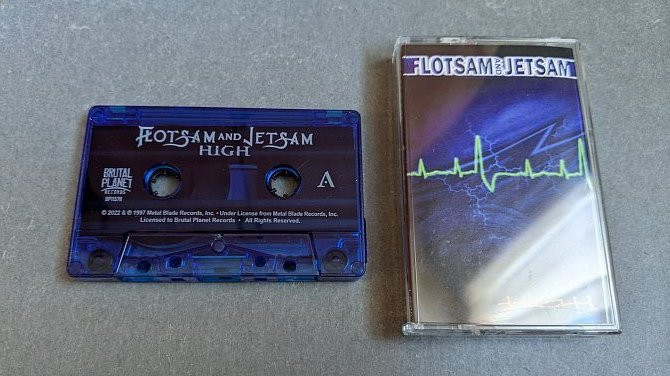 FLOTSAM AND JETSAM
HIGH
BRUTAL
PLANET
RECORDS
A
℗ 2022 & © 1997 Metal Blade Records, Inc. • Under License from Metal Blade Records, Inc.
Licensed to Brutal Planet Records • All Rights Reserved.
FLOTSAM AND JETSAM
HIGH